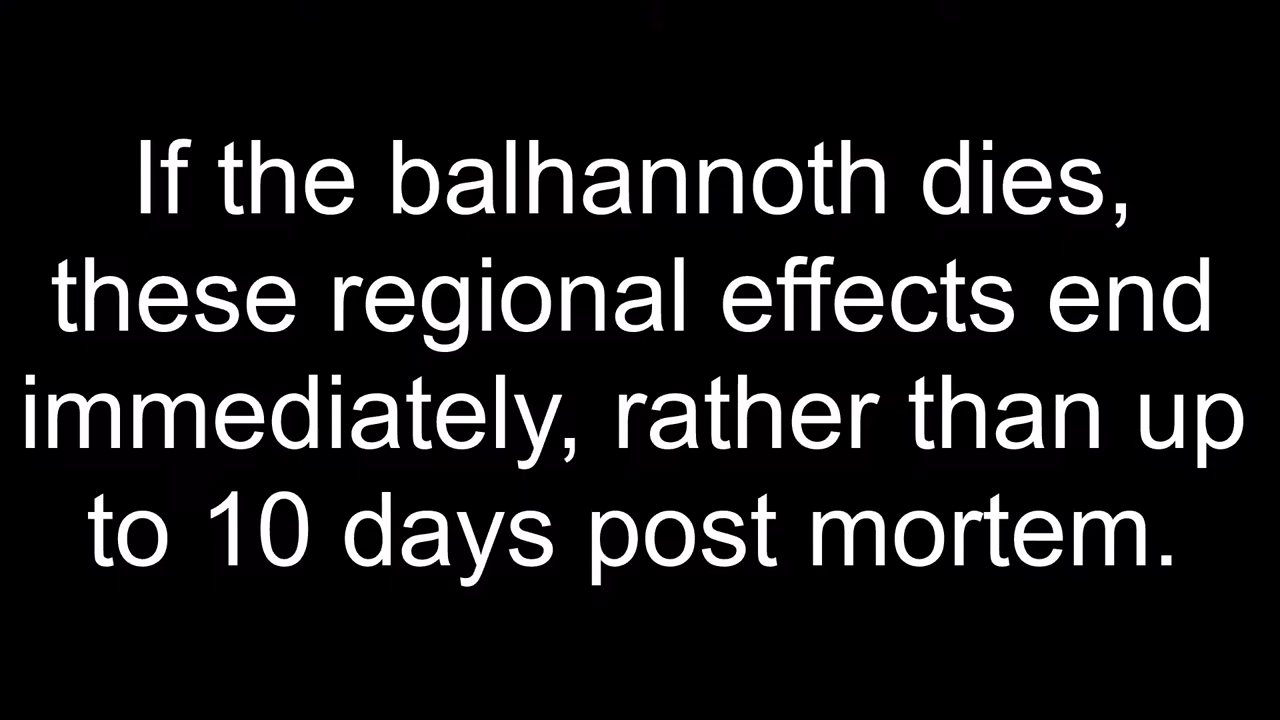 If the balhannoth dies,
these regional effects end
immediately, rather than up
to 10 days post mortem.